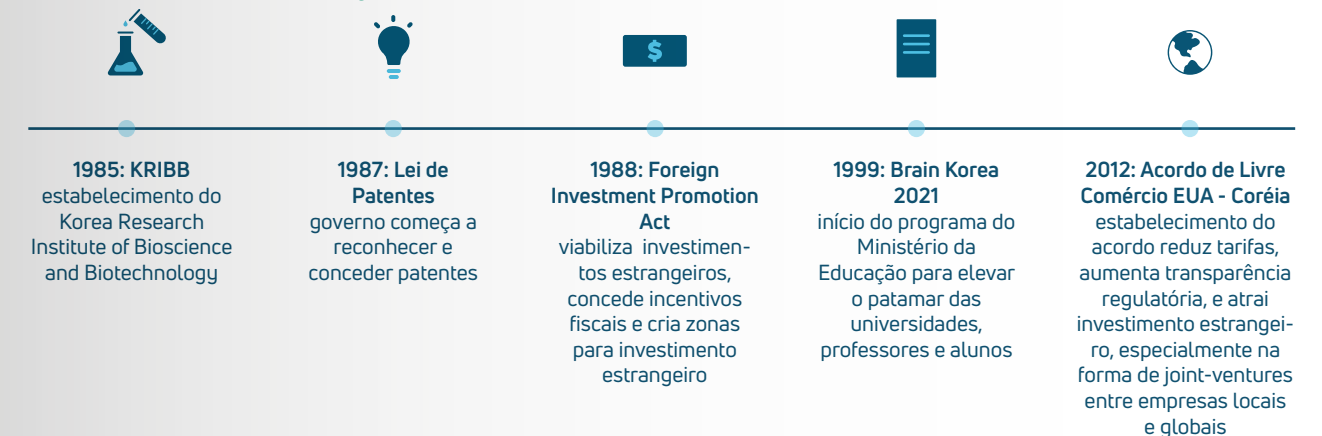 $
1985: KRIBB
estabelecimento do
Korea Research
Institute of Bioscience
and Biotechnology
1987: Lei de
Patentes
governo começa a
reconhecer e
conceder patentes
1988: Foreign
Investment Promotion
Act
viabiliza investimen-
tos estrangeiros,
concede incentivos
fiscais e cria zonas
para investimento
estrangeiro
1999: Brain Korea
2021
início do programa do
Ministério da
Educação para elevar
o patamar das
universidades,
professores e alunos
2012: Acordo de Livre
Comércio EUA - Coréia
estabelecimento do
acordo reduz tarifas,
aumenta transparência
regulatória, e atrai
investimento estrangei-
ro, especialmente na
forma de joint-ventures
entre empresas locais
e globais